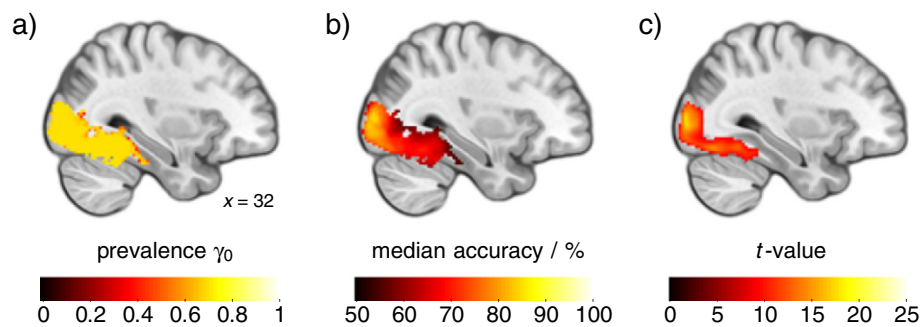 a)
b)
c)
x = 32
prevalence γ0
median accuracy / %
t-value
0 0.2 0.4 0.6 0.8 1
50 60 70 80 90 100
0 5 10 15 20 25